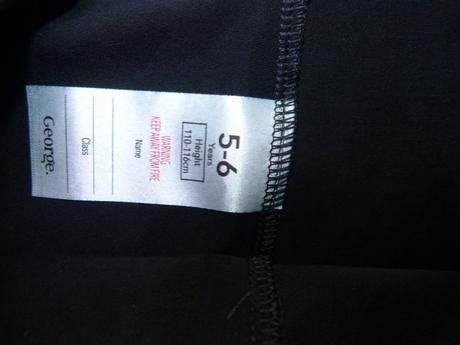 5-6
Years
Height
110-116cm
WARNING
KEEP AWAY FROM FIRE
Name
Class
George.